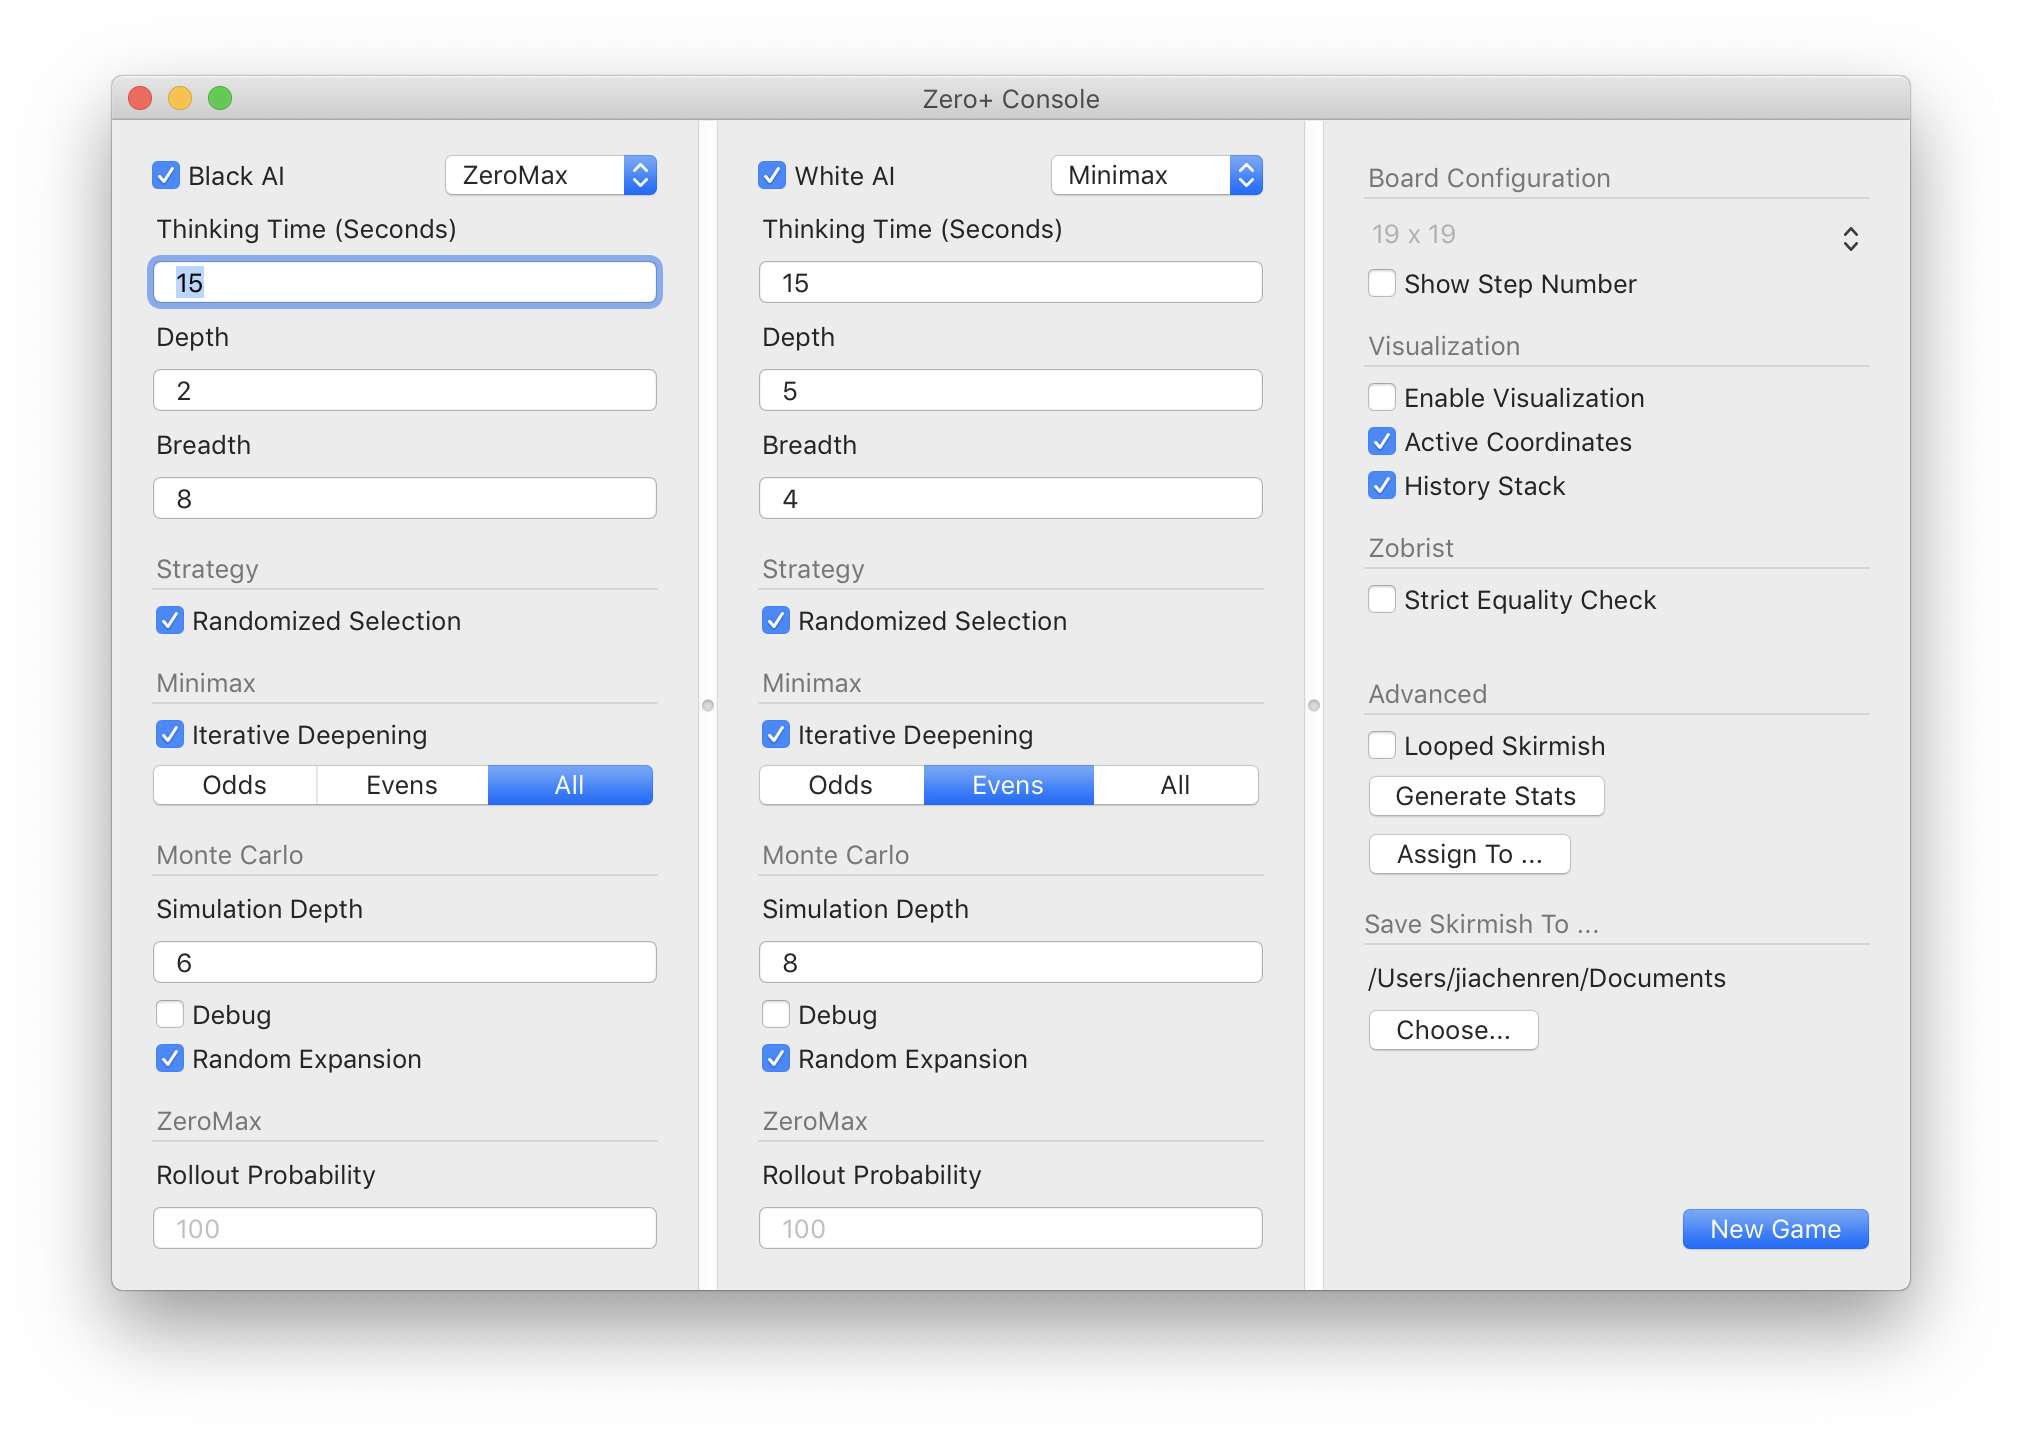 Zero+ Console
Black AI
ZeroMax
Thinking Time (Seconds)
15
Depth
2
Breadth
8
Strategy
Randomized Selection
Minimax
Iterative Deepening
Odds Evens All
Monte Carlo
Simulation Depth
6
Debug
Random Expansion
ZeroMax
Rollout Probability
100
White AI
Minimax
Thinking Time (Seconds)
15
Depth
5
Breadth
4
Strategy
Randomized Selection
Minimax
Iterative Deepening
Odds Evens All
Monte Carlo
Simulation Depth
8
Debug
Random Expansion
ZeroMax
Rollout Probability
100
Board Configuration
19 x 19
Show Step Number
Visualization
Enable Visualization
Active Coordinates
History Stack
Zobrist
Strict Equality Check
Advanced
Looped Skirmish
Generate Stats
Assign To ...
Save Skirmish To ...
/Users/jiachenren/Documents
Choose...
New Game